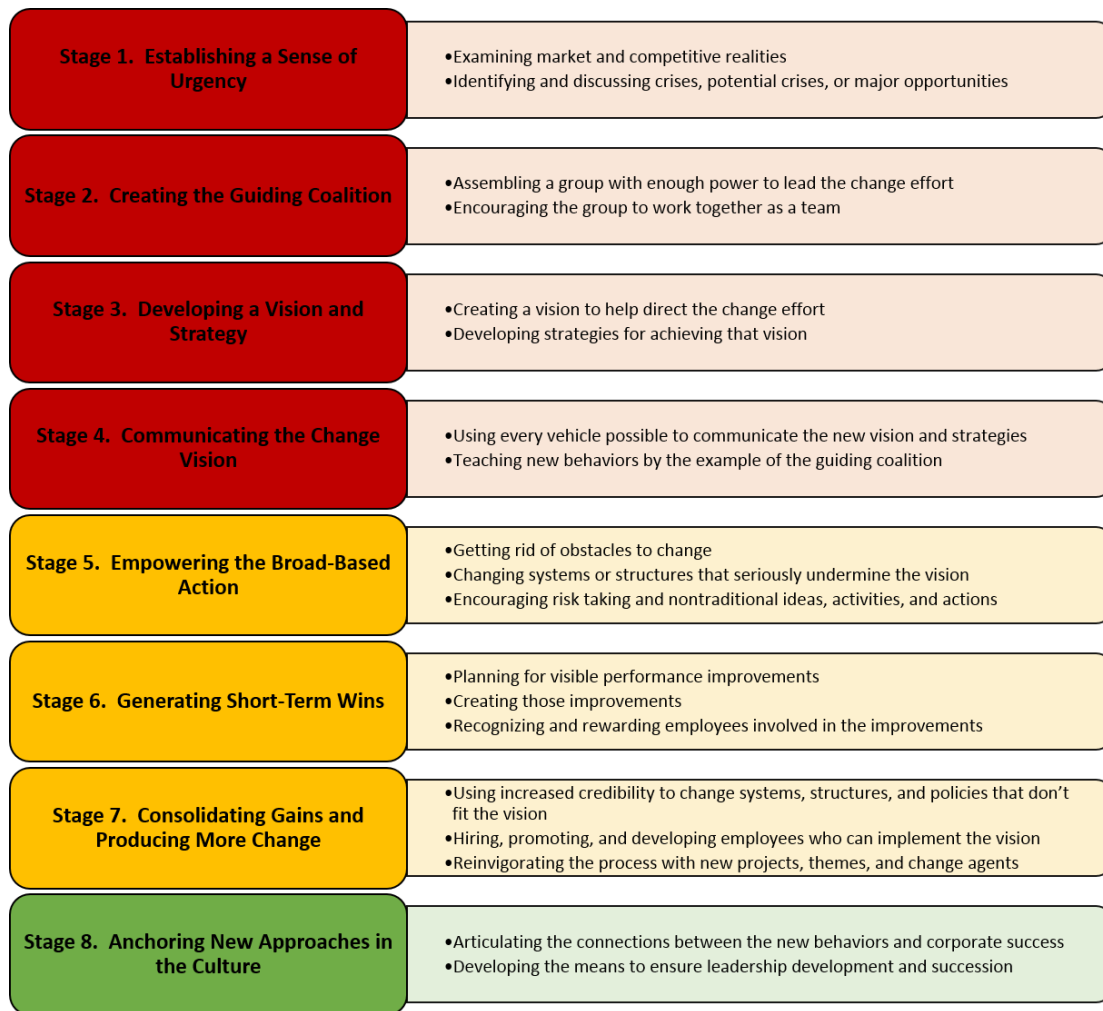 Stage 1.  Establishing a Sense of
Urgency
•Examining market and competitive realities
•Identifying and discussing crises, potential crises, or major opportunities
Stage 2.  Creating the Guiding Coalition
•Assembling a group with enough power to lead the change effort
•Encouraging the group to work together as a team
Stage 3.  Developing a Vision and
Strategy
•Creating a vision to help direct the change effort
•Developing strategies for achieving that vision
Stage 4.  Communicating the Change
Vision
•Using every vehicle possible to communicate the new vision and strategies
•Teaching new behaviors by the example of the guiding coalition
Stage 5.  Empowering the Broad-Based
Action
•Getting rid of obstacles to change
•Changing systems or structures that seriously undermine the vision
•Encouraging risk taking and nontraditional ideas, activities, and actions
Stage 6.  Generating Short-Term Wins
•Planning for visible performance improvements
•Creating those improvements
•Recognizing and rewarding employees involved in the improvements
Stage 7.  Consolidating Gains and
Producing More Change
•Using increased credibility to change systems, structures, and policies that don’t
fit the vision
•Hiring, promoting, and developing employees who can implement the vision
•Reinvigorating the process with new projects, themes, and change agents
Stage 8.  Anchoring New Approaches in
the Culture
•Articulating the connections between the new behaviors and corporate success
•Developing the means to ensure leadership development and succession